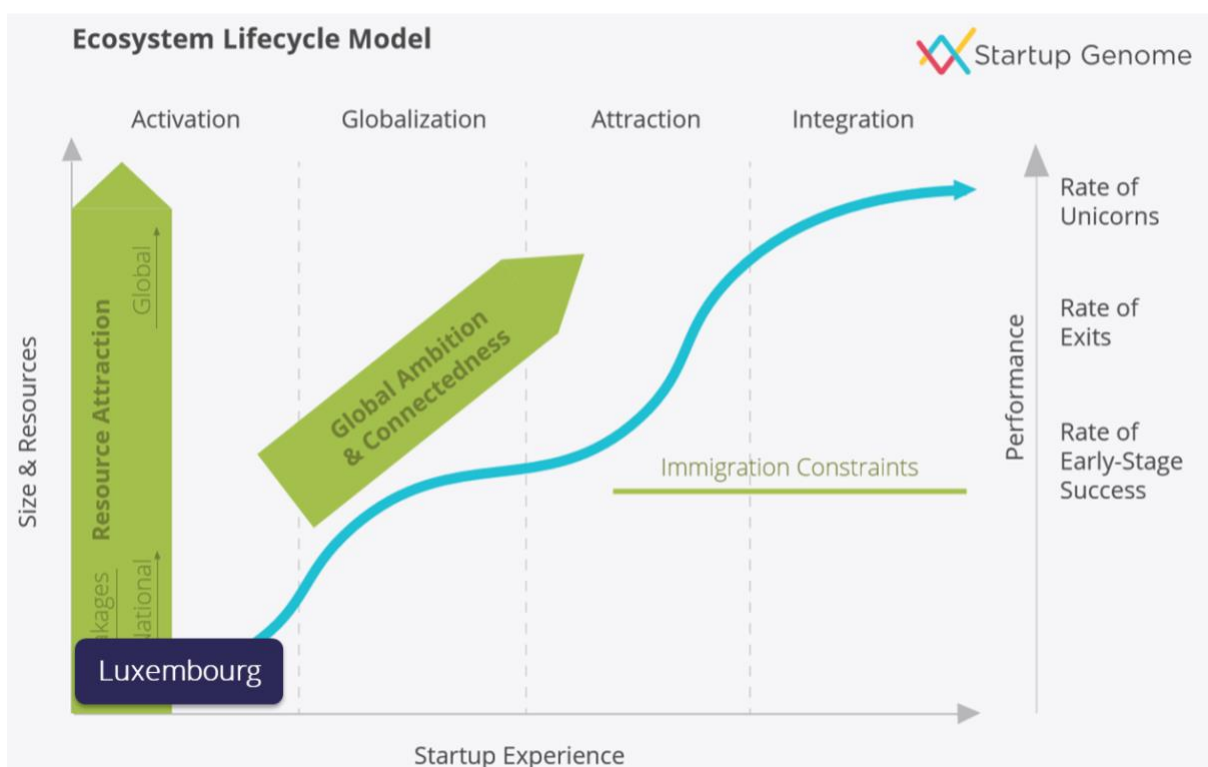 Ecosystem Lifecycle Model
Startup Genome
Activation
Globalization
Attraction
Integration
Size & Resources
Resource Attraction
Global
National
Global Ambition
& Connectedness
Immigration Constraints
Luxembourg
Startup Experience
Performance
Rate of
Unicorns
Rate of
Exits
Rate of
Early-Stage
Success